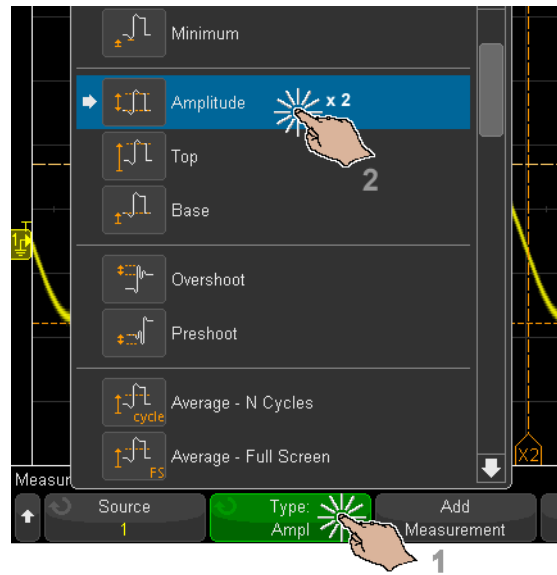 Minimum
Amplitude
x 2
Top
2
Base
Overshoot
Preshoot
1
cycle
Average - N Cycles
FS
Average - Full Screen
X2
Measur
Source
1
Type:
Ampl
Add
Measurement
1